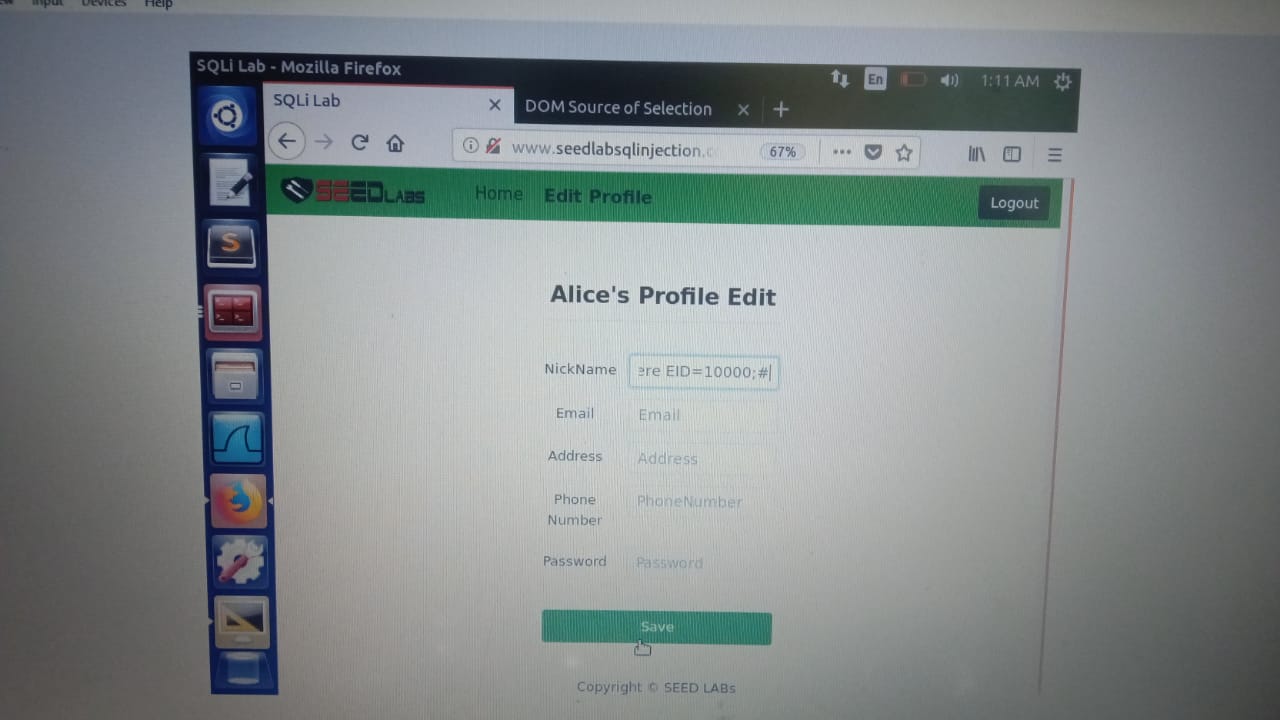 Input Devices Help
SQLi Lab - Mozilla Firefox
En 1:11 AM
SQLi Lab
DOM Source of Selection
www.seedlabsqlinjection.c
67%
SEEDLABS
Home Edit Profile
Logout
Alice's Profile Edit
NickName
ere EID=10000;#
Email
Email
Address
Address
Phone
Number
PhoneNumber
Password
Password
Save
Copyright © SEED LABs